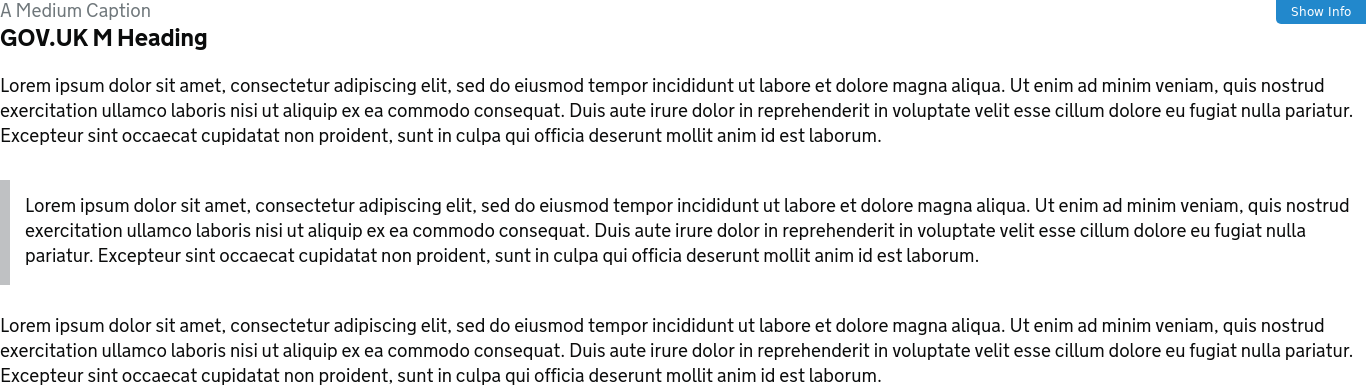 A Medium Caption
Show Info
GOV.UK M Heading
Lorem ipsum dolor sit amet, consectetur adipiscing elit, sed do eiusmod tempor incididunt ut labore et dolore magna aliqua. Ut enim ad minim veniam, quis nostrud
exercitation ullamco laboris nisi ut aliquip ex ea commodo consequat. Duis aute irure dolor in reprehenderit in voluptate velit esse cillum dolore eu fugiat nulla pariatur.
Excepteur sint occaecat cupidatat non proident, sunt in culpa qui officia deserunt mollit anim id est laborum.
Lorem ipsum dolor sit amet, consectetur adipiscing elit, sed do eiusmod tempor incididunt ut labore et dolore magna aliqua. Ut enim ad minim veniam, quis nostrud
exercitation ullamco laboris nisi ut aliquip ex ea commodo consequat. Duis aute irure dolor in reprehenderit in voluptate velit esse cillum dolore eu fugiat nulla
pariatur. Excepteur sint occaecat cupidatat non proident, sunt in culpa qui officia deserunt mollit anim id est laborum.
Lorem ipsum dolor sit amet, consectetur adipiscing elit, sed do eiusmod tempor incididunt ut labore et dolore magna aliqua. Ut enim ad minim veniam, quis nostrud
exercitation ullamco laboris nisi ut aliquip ex ea commodo consequat. Duis aute irure dolor in reprehenderit in voluptate velit esse cillum dolore eu fugiat nulla pariatur.
Excepteur sint occaecat cupidatat non proident, sunt in culpa qui officia deserunt mollit anim id est laborum.